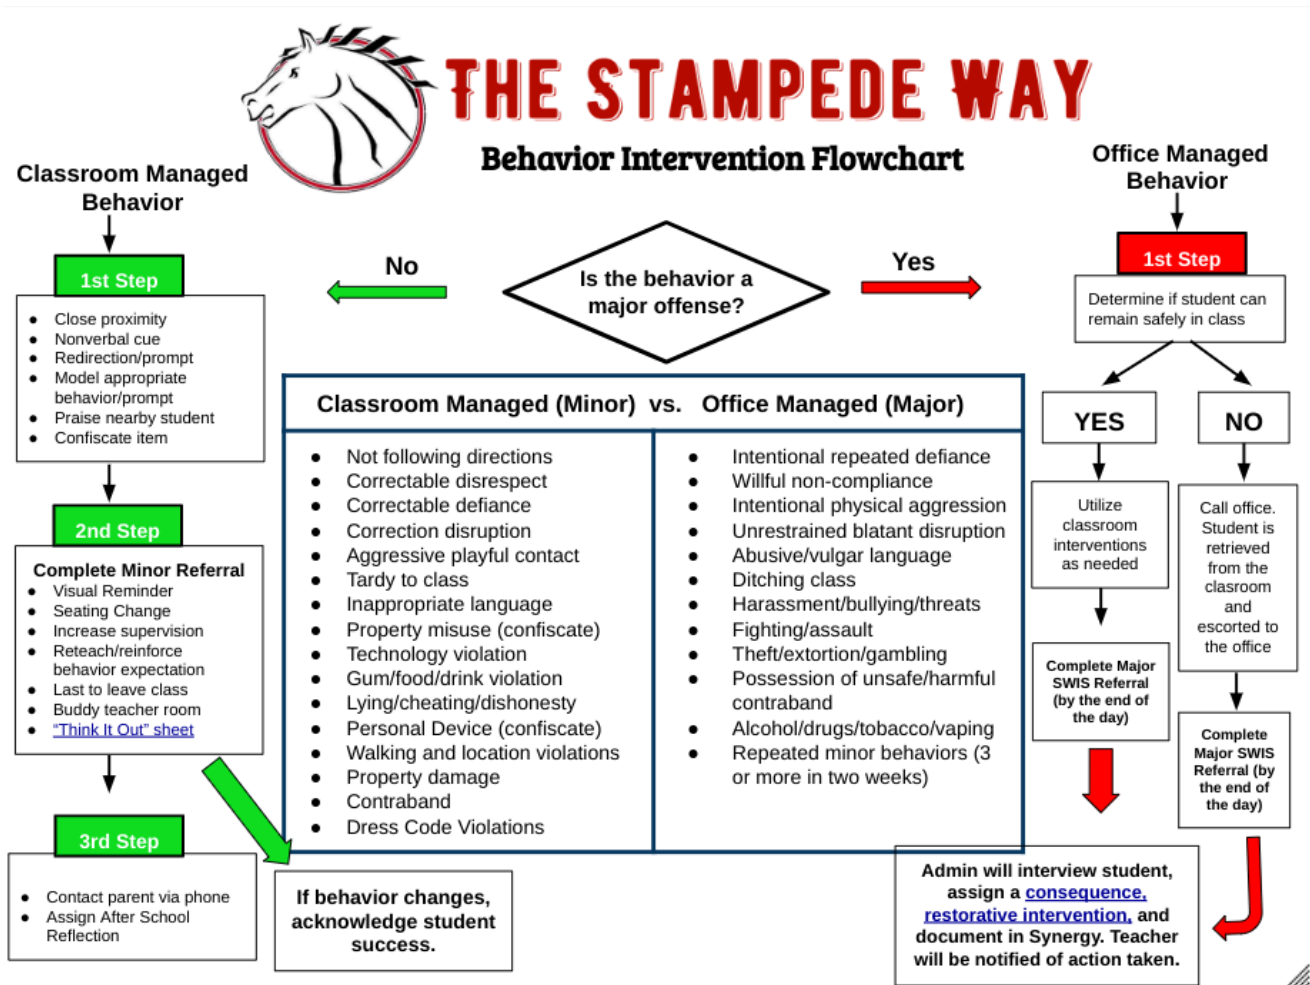 THE STAMPEDE WAY
Behavior Intervention Flowchart
Classroom Managed
Behavior
1st Step
● Close proximity
● Nonverbal cue
● Redirection/prompt
● Model appropriate
behavior/prompt
● Praise nearby student
● Confiscate item
2nd Step
Complete Minor Referral
● Visual Reminder
● Seating Change
● Increase supervision
● Reteach/reinforce
behavior expectation
● Last to leave class
● Buddy teacher room
● “Think It Out” sheet
3rd Step
● Contact parent via phone
● Assign After School
Reflection
No
Is the behavior a
major offense?
Yes
Classroom Managed (Minor) vs. Office Managed (Major)
● Not following directions
● Correctable disrespect
● Correctable defiance
● Correction disruption
● Aggressive playful contact
● Tardy to class
● Inappropriate language
● Property misuse (confiscate)
● Technology violation
● Gum/food/drink violation
● Lying/cheating/dishonesty
● Personal Device (confiscate)
● Walking and location violations
● Property damage
● Contraband
● Dress Code Violations
● Intentional repeated defiance
● Willful non-compliance
● Intentional physical aggression
● Unrestrained blatant disruption
● Abusive/vulgar language
● Ditching class
● Harassment/bullying/threats
● Fighting/assault
● Theft/extortion/gambling
● Possession of unsafe/harmful
contraband
● Alcohol/drugs/tobacco/vaping
● Repeated minor behaviors (3
or more in two weeks)
If behavior changes,
acknowledge student
success.
Office Managed
Behavior
1st Step
Determine if student can
remain safely in class
YES
Utilize
classroom
interventions
as needed
Complete Major
SWIS Referral
(by the end of
the day)
NO
Call office.
Student is
retrieved
from the
clasroom
and
escorted to
the office
Complete
Major SWIS
Referral (by
the end of
the day)
Admin will interview student,
assign a consequence,
restorative intervention, and
document in Synergy. Teacher
will be notified of action taken.